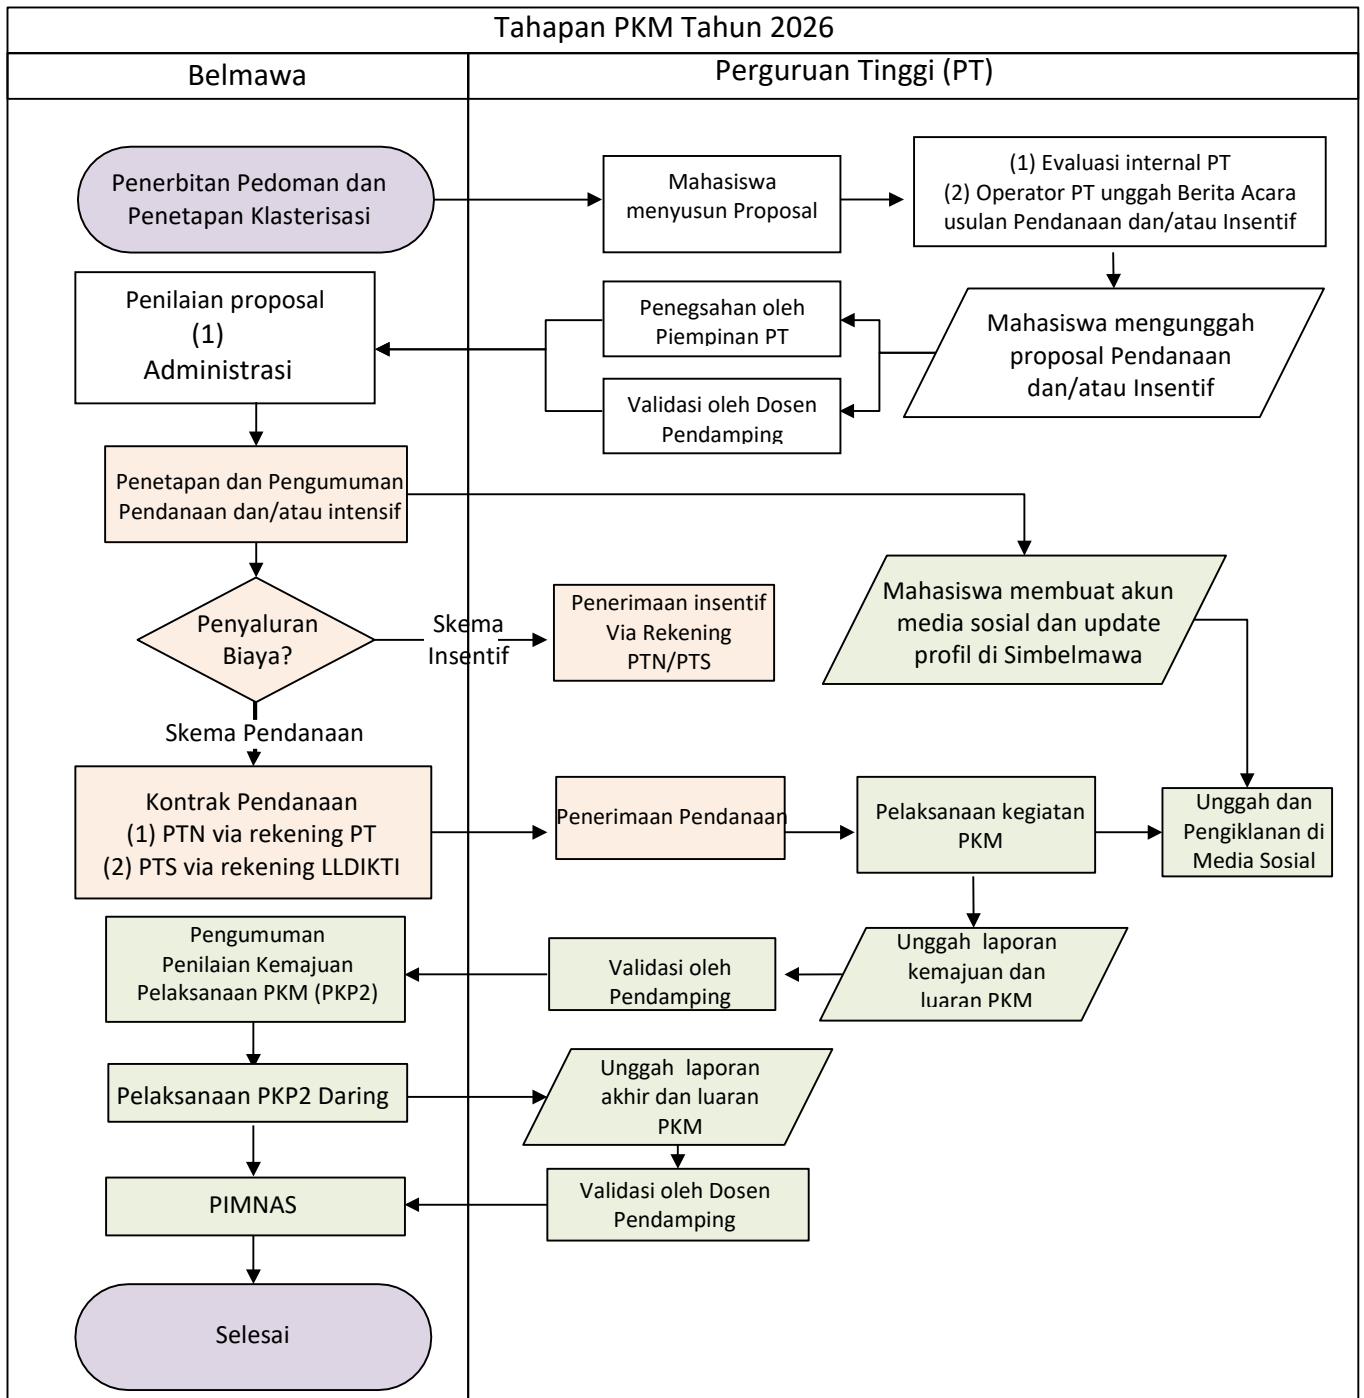 Tahapan PKM Tahun 2026
Belmawa
Perguruan Tinggi (PT)
Penerbitan Pedoman dan
Penetapan Klasterisasi
Mahasiswa
menyusun Proposal
(1) Evaluasi internal PT
(2) Operator PT unggah Berita Acara
usulan Pendanaan dan/atau Insentif
Penilaian proposal
(1)
Administrasi
Penegsahan oleh
Piempinan PT
Validasi oleh Dosen
Pendamping
Mahasiswa mengunggah
proposal Pendanaan
dan/atau Insentif
Penetapan dan Pengumuman
Pendanaan dan/atau intensif
Penyaluran
Biaya?
Skema
Insentif
Penerimaan insentif
Via Rekening
PTN/PTS
Mahasiswa membuat akun
media sosial dan update
profil di Simbelmawa
Skema Pendanaan
Kontrak Pendanaan
(1) PTN via rekening PT
(2) PTS via rekening LLDIKTI
Penerimaan Pendanaan
Pelaksanaan kegiatan
PKM
Unggah dan
Pengiklanan di
Media Sosial
Pengumuman
Penilaian Kemajuan
Pelaksanaan PKM (PKP2)
Validasi oleh
Pendamping
Unggah laporan
kemajuan dan
luaran PKM
Pelaksanaan PKP2 Daring
Unggah laporan
akhir dan luaran
PKM
PIMNAS
Validasi oleh Dosen
Pendamping
Selesai